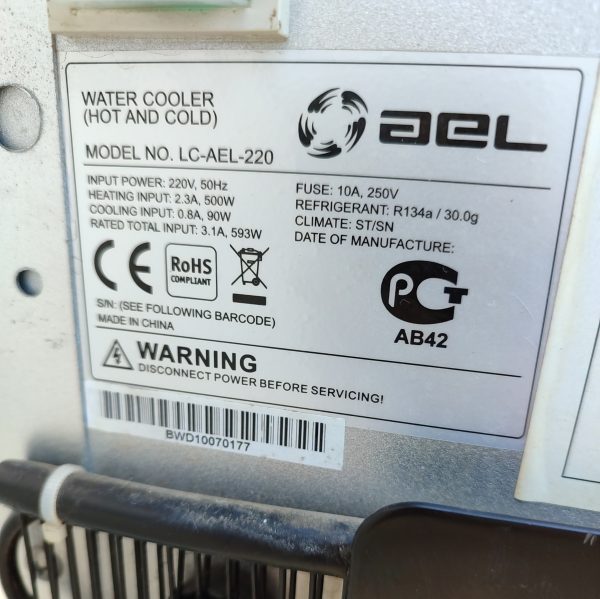 WATER COOLER
(HOT AND COLD)
ael
MODEL NO. LC-AEL-220
INPUT POWER: 220V, 50Hz
HEATING INPUT: 2.3A, 500W
COOLING INPUT: 0.8A, 90W
RATED TOTAL INPUT: 3.1A, 593W
FUSE: 10A, 250V
REFRIGERANT: R134a / 30.0g
CLIMATE: ST/SN
DATE OF MANUFACTURE:
CE
RoHS
COMPLIANT
РСТ
AB42
S/N: (SEE FOLLOWING BARCODE)
MADE IN CHINA
WARNING
DISCONNECT POWER BEFORE SERVICING!
BWD10070177